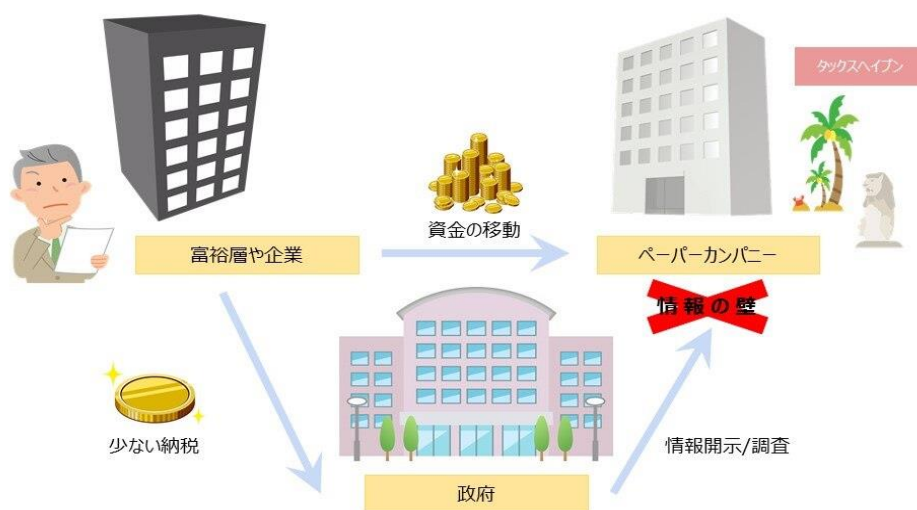 タックスヘイブン
資金の移動
富裕層や企業
ペーパーカンパニー
情報の壁
少ない納税
情報開示/調査
政府